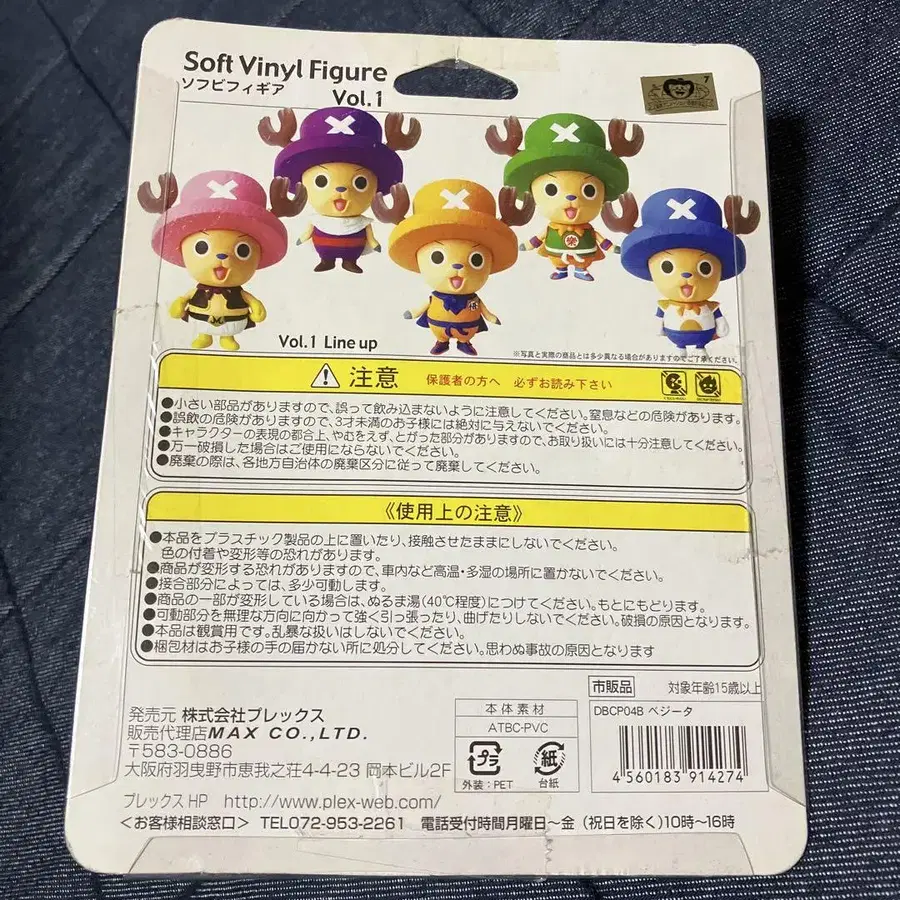 Soft Vinyl Figure
ソフビフィギア
Vol.1
7
Vol.1 Line up
※写真と実際の商品とは多少異なる場合がありますのでご了承ください。
注意 保護者の方へ 必ずお読み下さい
●小さい部品がありますので、誤って飲み込まないように注意してください。窒息などの危険があります。
●誤飲の危険がありますので、3才未満のお子様には絶対に与えないでください。
●キャラクターの表現の都合上、やむをえず、とがった部分がありますので、お取り扱いには十分注意してください。
●万一破損した場合はご使用にならないでください。
●廃棄の際は、各地方自治体の廃棄区分に従って廃棄してください。
《使用上の注意》
●本品をプラスチック製品の上に置いたり、接触させたままにしないでください。
色の付着や変形等の恐れがあります。
●商品が変形する恐れがありますので、車内など高温・多湿の場所に置かないでください。
●接合部分によっては、多少可動します。
●商品の一部が変形している場合は、ぬるま湯(40℃程度)につけてください。もとにもどります。
●可動部分を無理な方向に向かって強く引っ張ったり、曲げたりしないでください。破損の原因となります。
●本品は観賞用です。乱暴な扱いはしないでください。
●梱包材はお子様の手の届かない所に処分してください。思わぬ事故の原因となります
市販品 対象年齢15歳以上
発売元 株式会社プレックス
販売代理店MAX CO.,LTD.
〒583-0886
大阪府羽曳野市恵我之荘4-4-23 岡本ビル2F
本体素材
ATBC-PVC
プラ
外装:PET
紙
台紙
DBCP04B ベジータ
4 560183 914274
プレックスHP http://www.plex-web.com/
<お客様相談窓口> TEL072-953-2261 電話受付時間月曜日~金 (祝日を除く)10時~16時